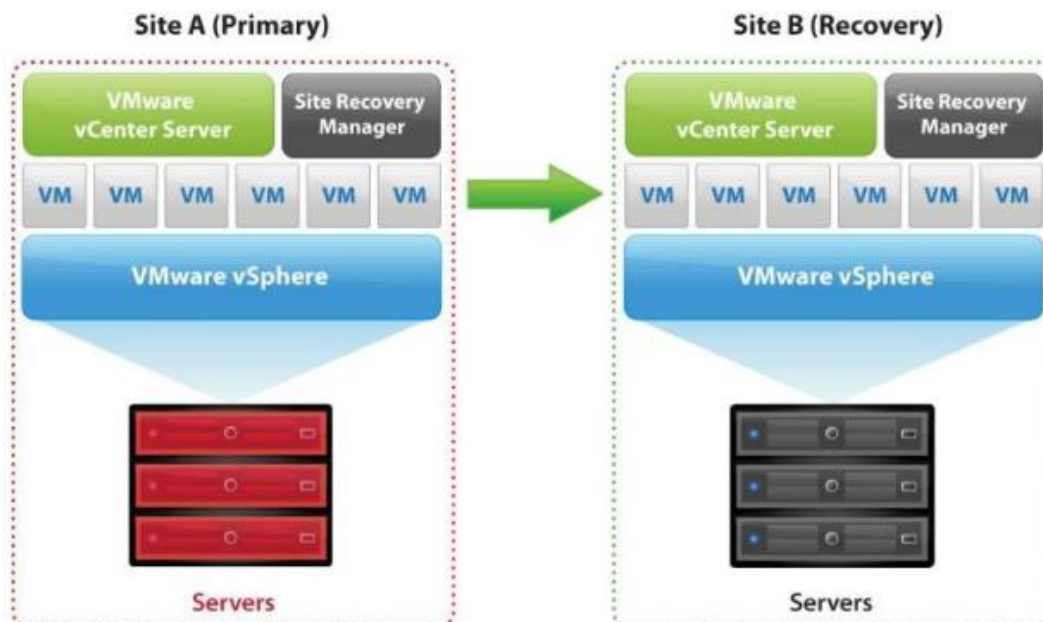 Site A (Primary)
VMware
vCenter Server
Site Recovery
Manager
VM VM VM VM VM VM
VMware vSphere
Servers
Site B (Recovery)
VMware
vCenter Server
Site Recovery
Manager
VM VM VM VM VM VM
VMware vSphere
Servers